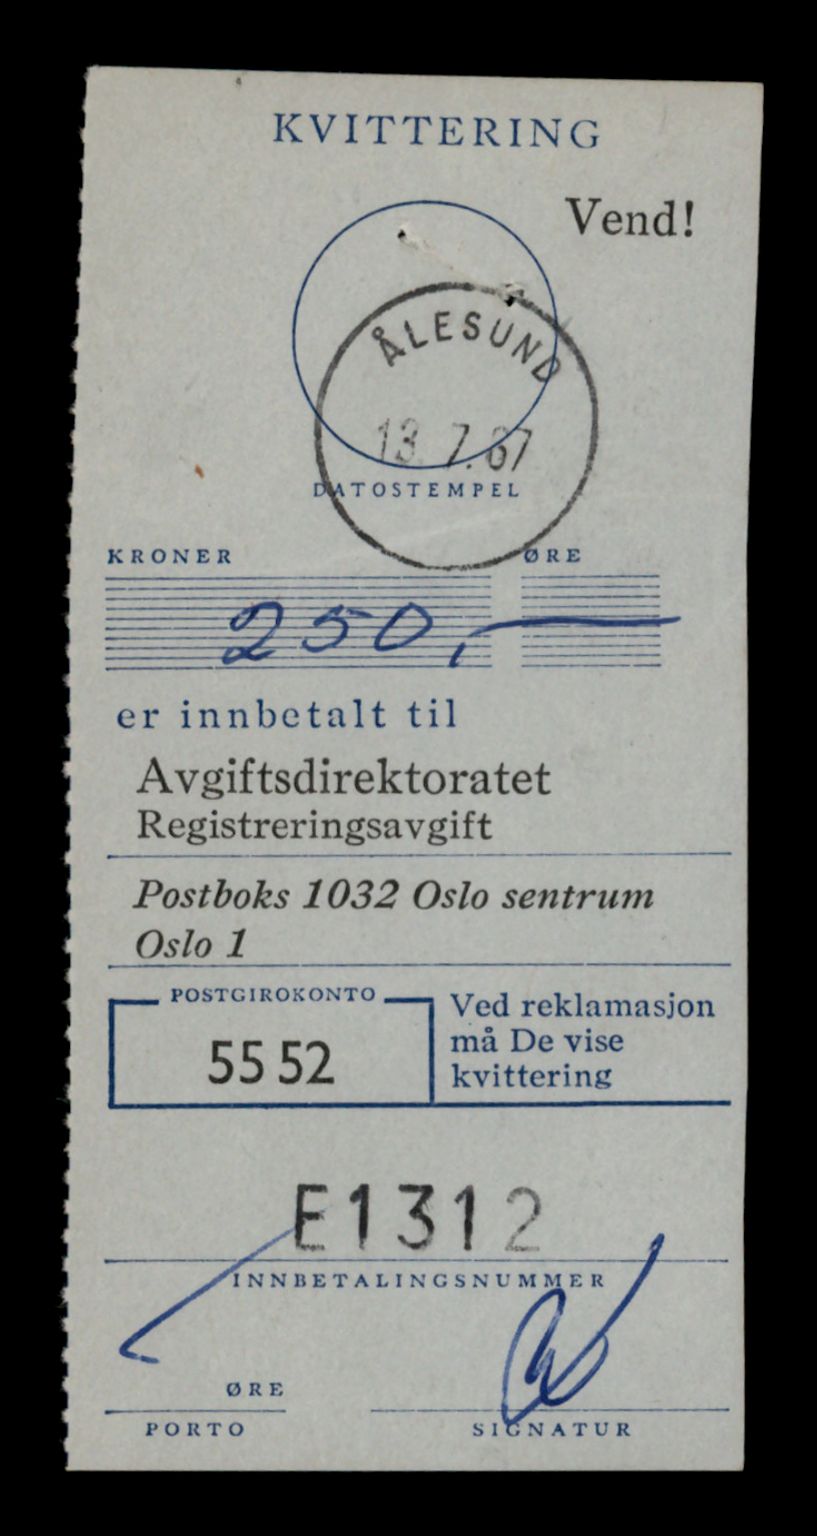 KVITTERING
Vend!
ÅLESUND
13.7.67
DATOSTEMPEL
KRONER ØRE
250,—
er innbetalt til
Avgiftsdirektoratet
Registreringsavgift
Postboks 1032 Oslo sentrum
Oslo 1
POSTGIROKONTO
55 52
Ved reklamasjon
må De vise
kvittering
E1312
INNBETALINGSNUMMER
ØRE
PORTO
SIGNATUR